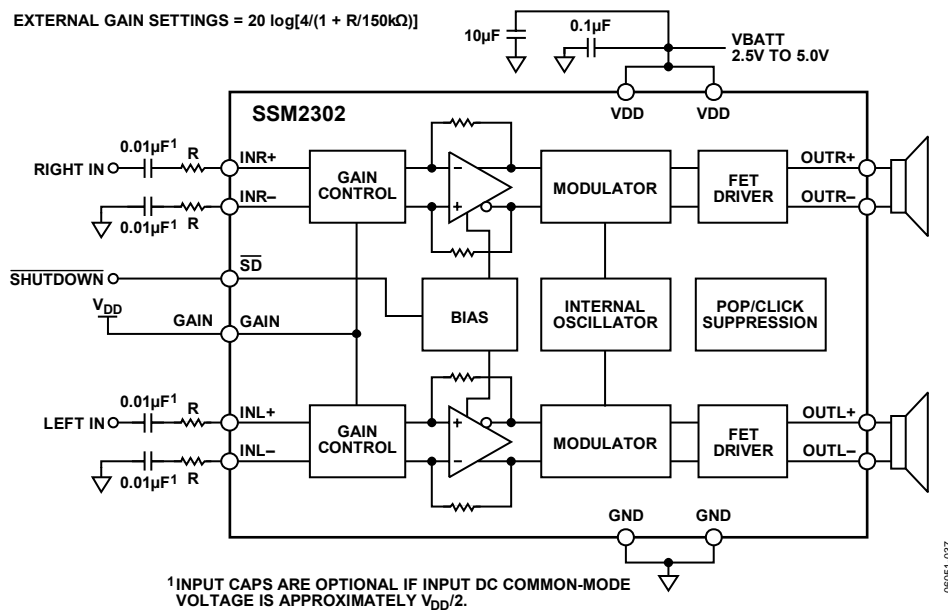 EXTERNAL GAIN SETTINGS = 20 log[4/(1 + R/150kΩ)]
10µF
0.1µF
VBATT
2.5V TO 5.0V
VDD
VDD
SSM2302
0.01µF1
RIGHT IN
R
INR+
GAIN
CONTROL
MODULATOR
FET
DRIVER
OUTR+
0.01µF1
R
INR–
OUTR–
SHUTDOWN
SD
VDD
GAIN
GAIN
BIAS
INTERNAL
OSCILLATOR
POP/CLICK
SUPPRESSION
0.01µF1
LEFT IN
R
INL+
GAIN
CONTROL
MODULATOR
FET
DRIVER
OUTL+
0.01µF1
R
INL–
OUTL–
−
+
+
−
GND
GND
1INPUT CAPS ARE OPTIONAL IF INPUT DC COMMON-MODE
VOLTAGE IS APPROXIMATELY VDD/2.
06051-037